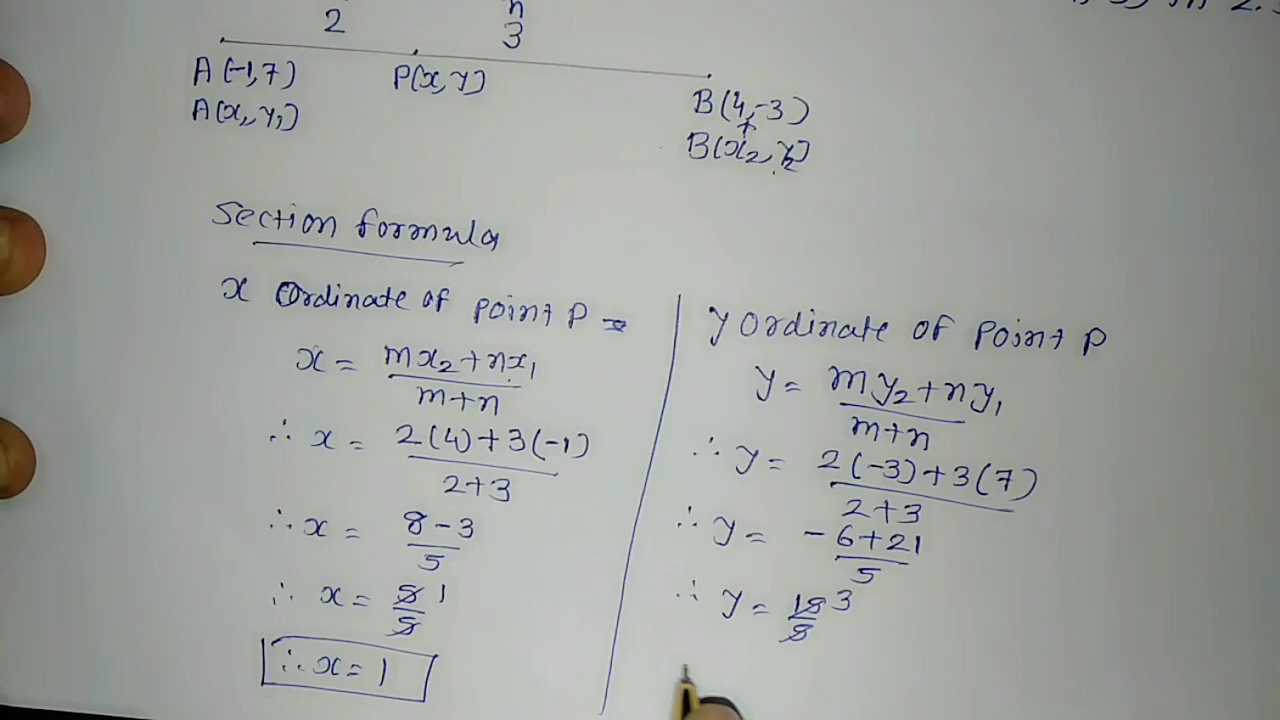 n
2 3
A(-1,7) P(x,y) B(4,-3)
A(x₁,y₁) B(x₂,y₂)
Section formula
x Ordinate of point P =
x = mx₂+nx₁ / m+n
∴ x = 2(4)+3(-1) / 2+3
∴ x = 8-3 / 5
∴ x = 5/5 1
∴ x = 1
y Ordinate of point P
y = my₂+ny₁ / m+n
∴ y = 2(-3)+3(7) / 2+3
∴ y = -6+21 / 5
∴ y = 15/5 3